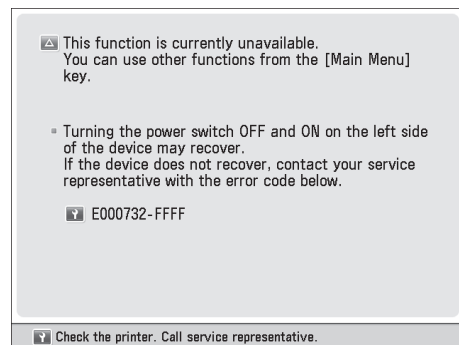 This function is currently unavailable.
You can use other functions from the [Main Menu]
key.
Turning the power switch OFF and ON on the left side
of the device may recover.
If the device does not recover, contact your service
representative with the error code below.
E000732-FFFF
Check the printer. Call service representative.